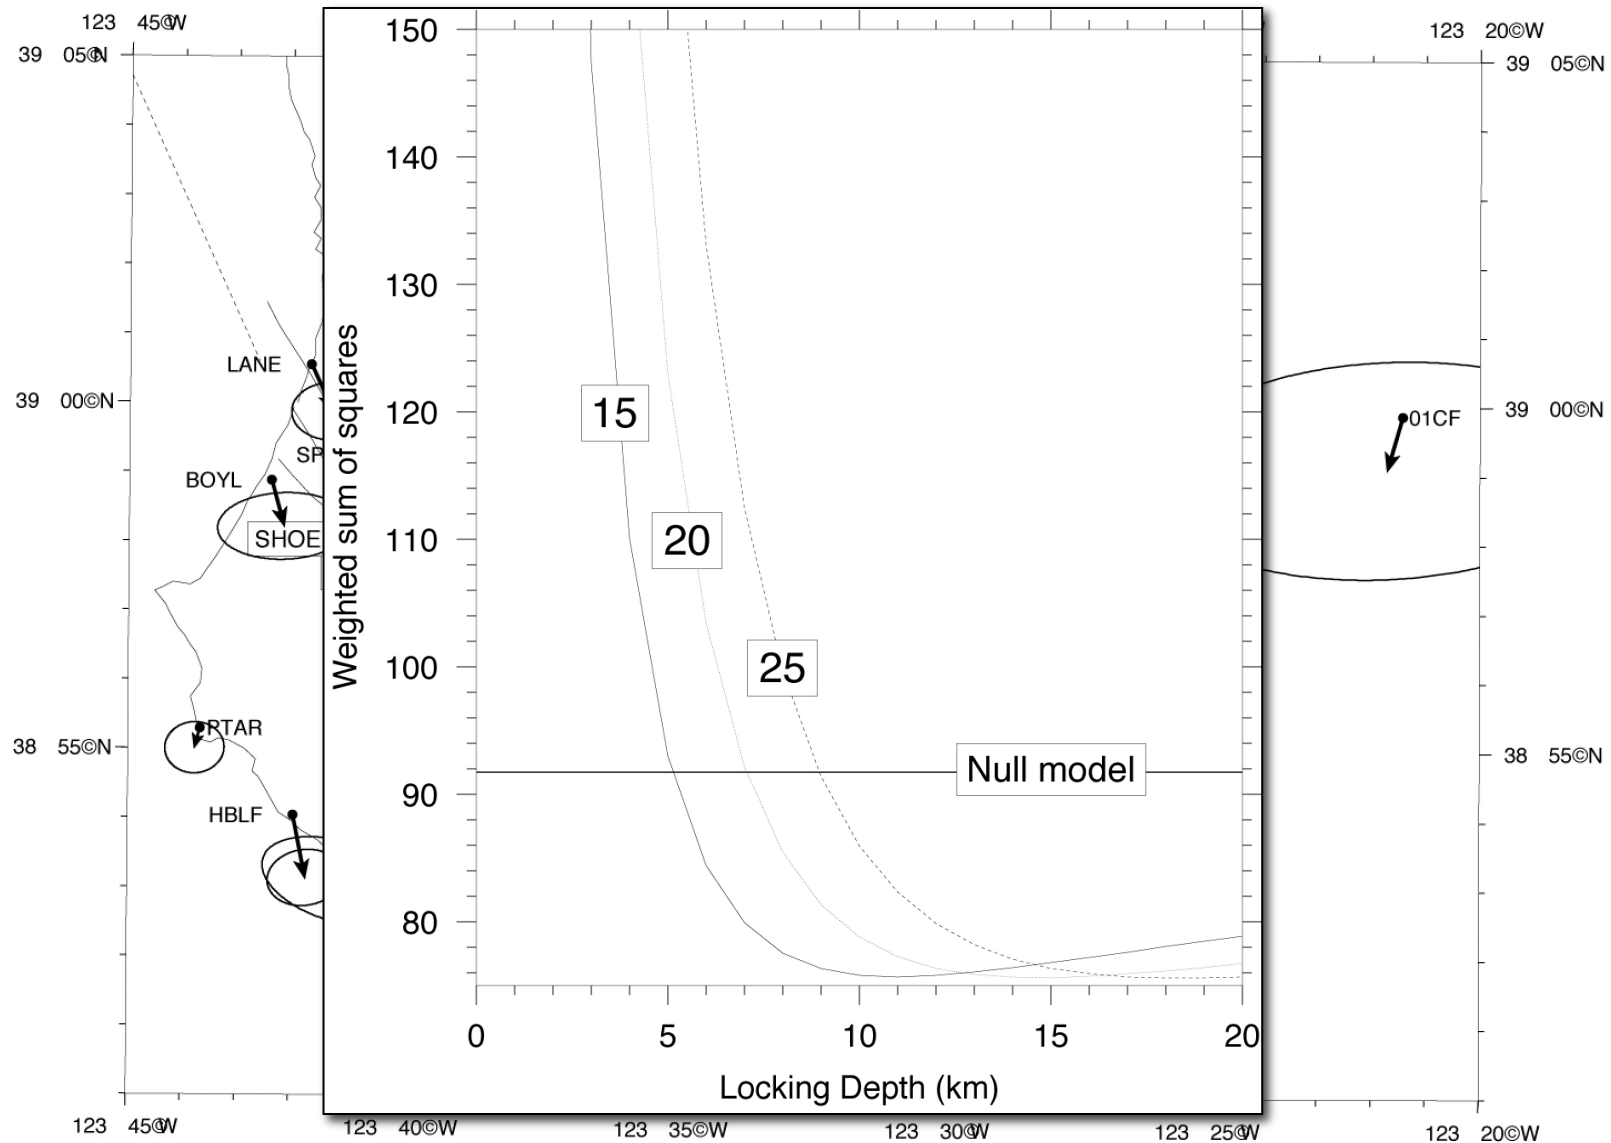 123 45©W
123 20©W
39 05©N
39 05©N
150
140
130
120
110
100
90
80
Weighted sum of squares
15
20
25
Null model
0 5 10 15 20
Locking Depth (km)
LANE
39 00©N
39 00©N
01CF
SP
BOYL
SHOE
PTAR
38 55©N
38 55©N
HBLF
123 45©W
123 40©W
123 35©W
123 30©W
123 25©W
123 20©W